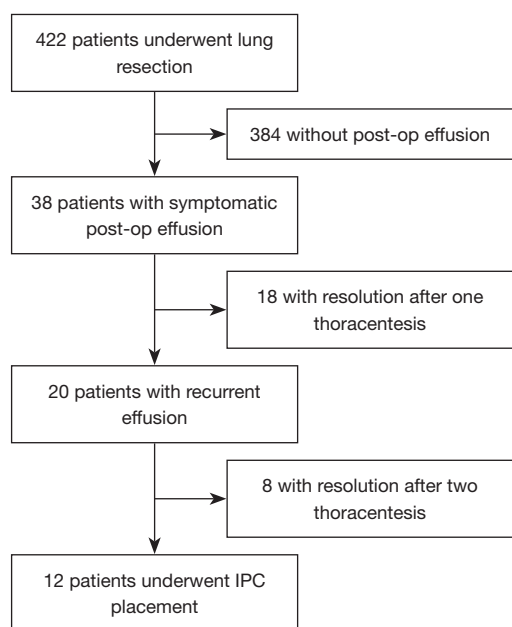 422 patients underwent lung
resection
384 without post-op effusion
38 patients with symptomatic
post-op effusion
18 with resolution after one
thoracentesis
20 patients with recurrent
effusion
8 with resolution after two
thoracentesis
12 patients underwent IPC
placement